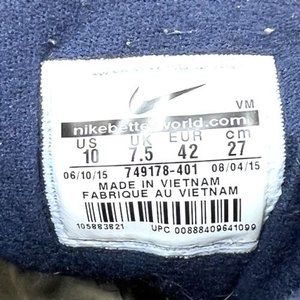 VM
nikebetterworld.com
US UK EUR cm
10 7.5 42 27
06/10/15 749178-401 08/04/15
MADE IN VIETNAM
FABRIQUE AU VIETNAM
105883821 UPC 00888409641099